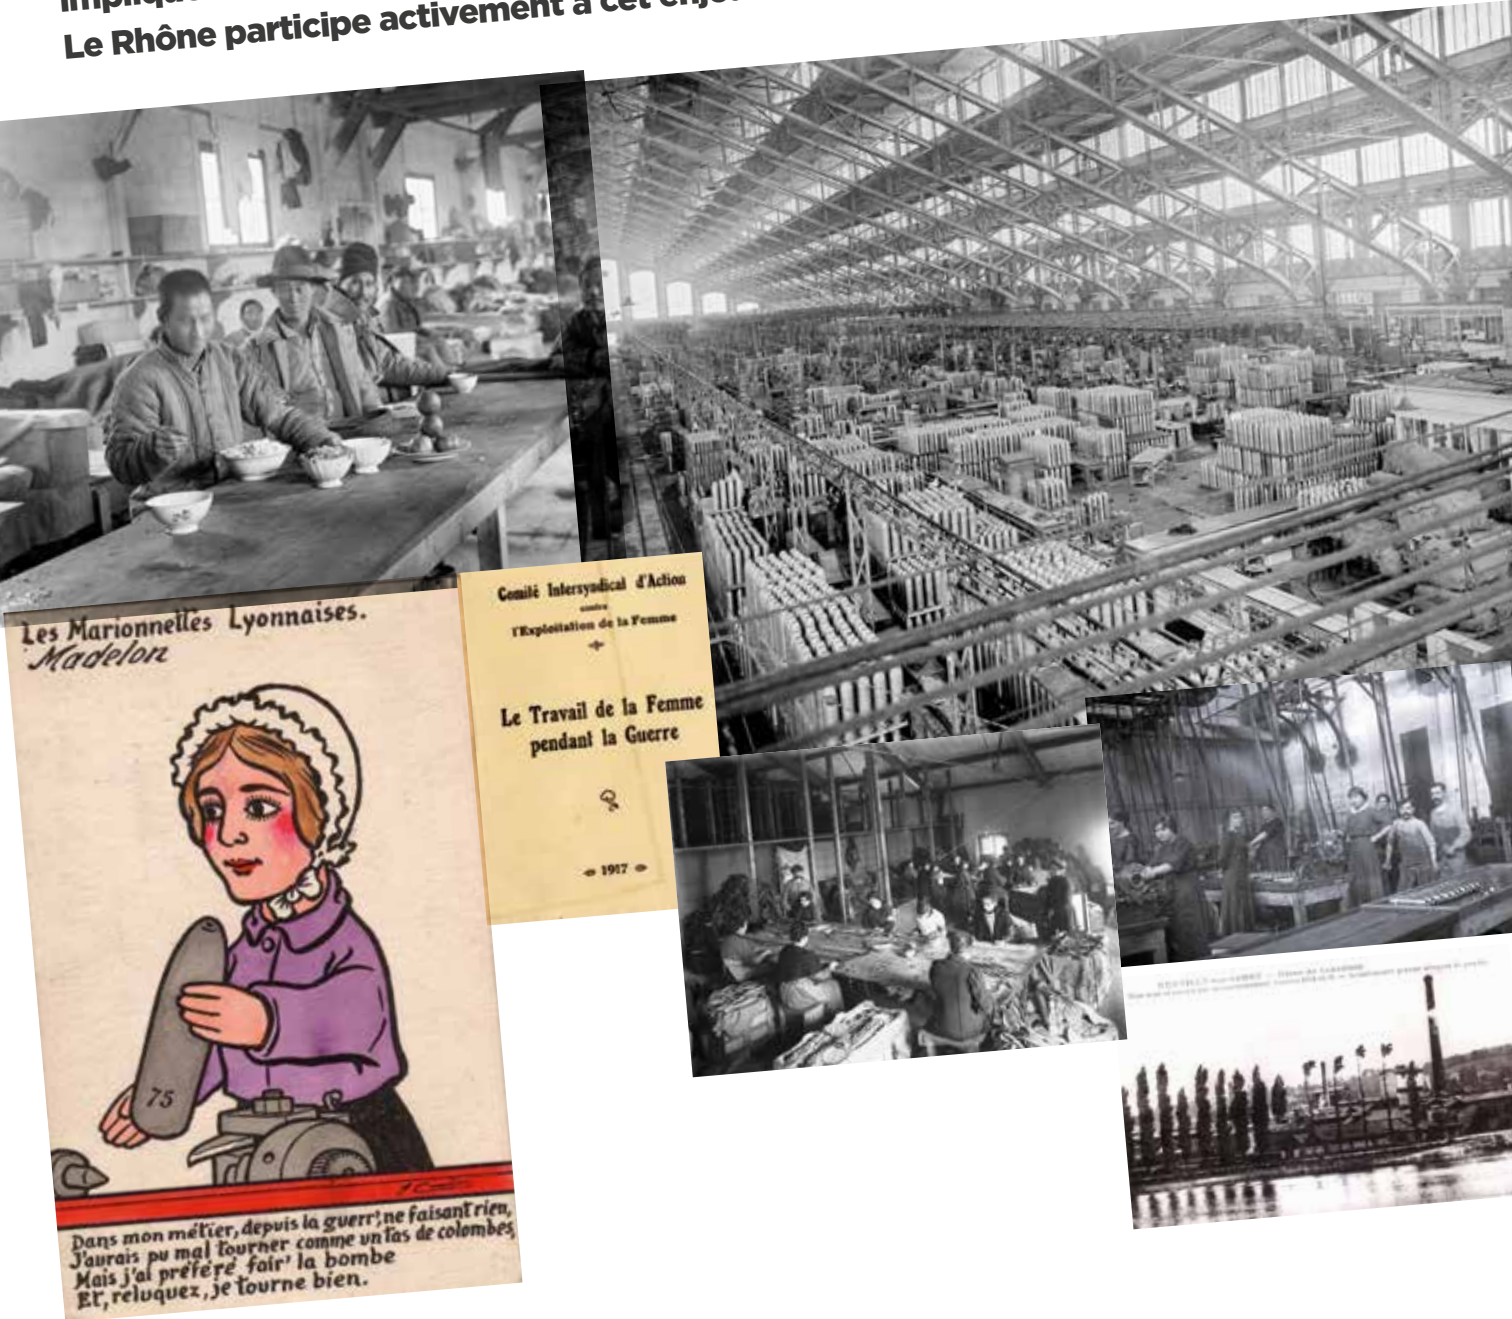 Le Rhône participe activement à cet
Les Marionnettes Lyonnaises.
Madelon
75
Dans mon métier, depuis la guerr', ne faisant rien,
J'aurais pu mal tourner comme un tas de colombes,
Mais j'ai préféré fair' la bombe
Et, reluquez, je tourne bien.
Comité Intersyndical d'Action
contre
l'Exploitation de la Femme
Le Travail de la Femme
pendant la Guerre
1917